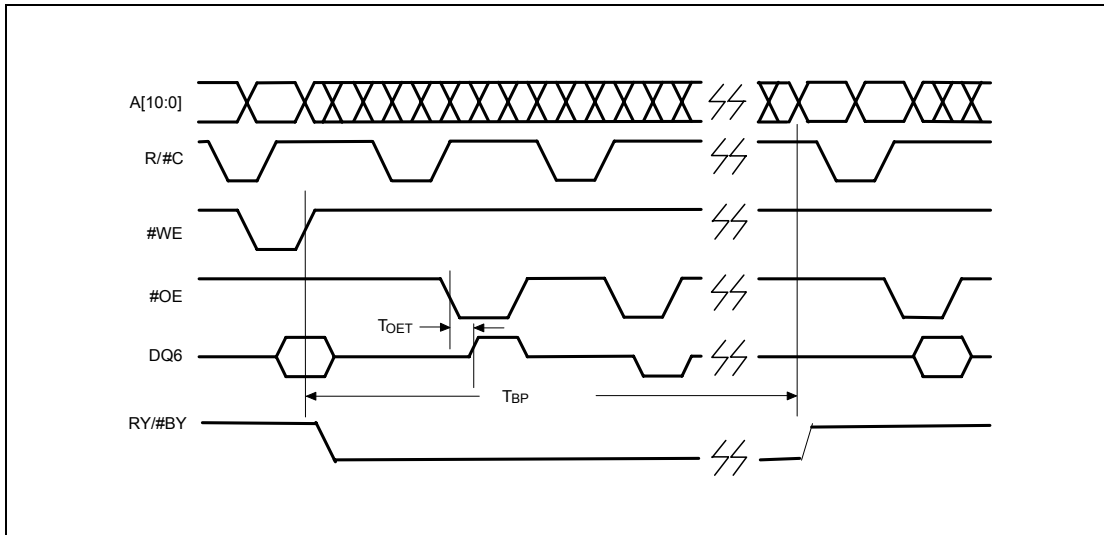 A[10:0]
R/#C
#WE
#OE
TOET
DQ6
TBP
RY/#BY